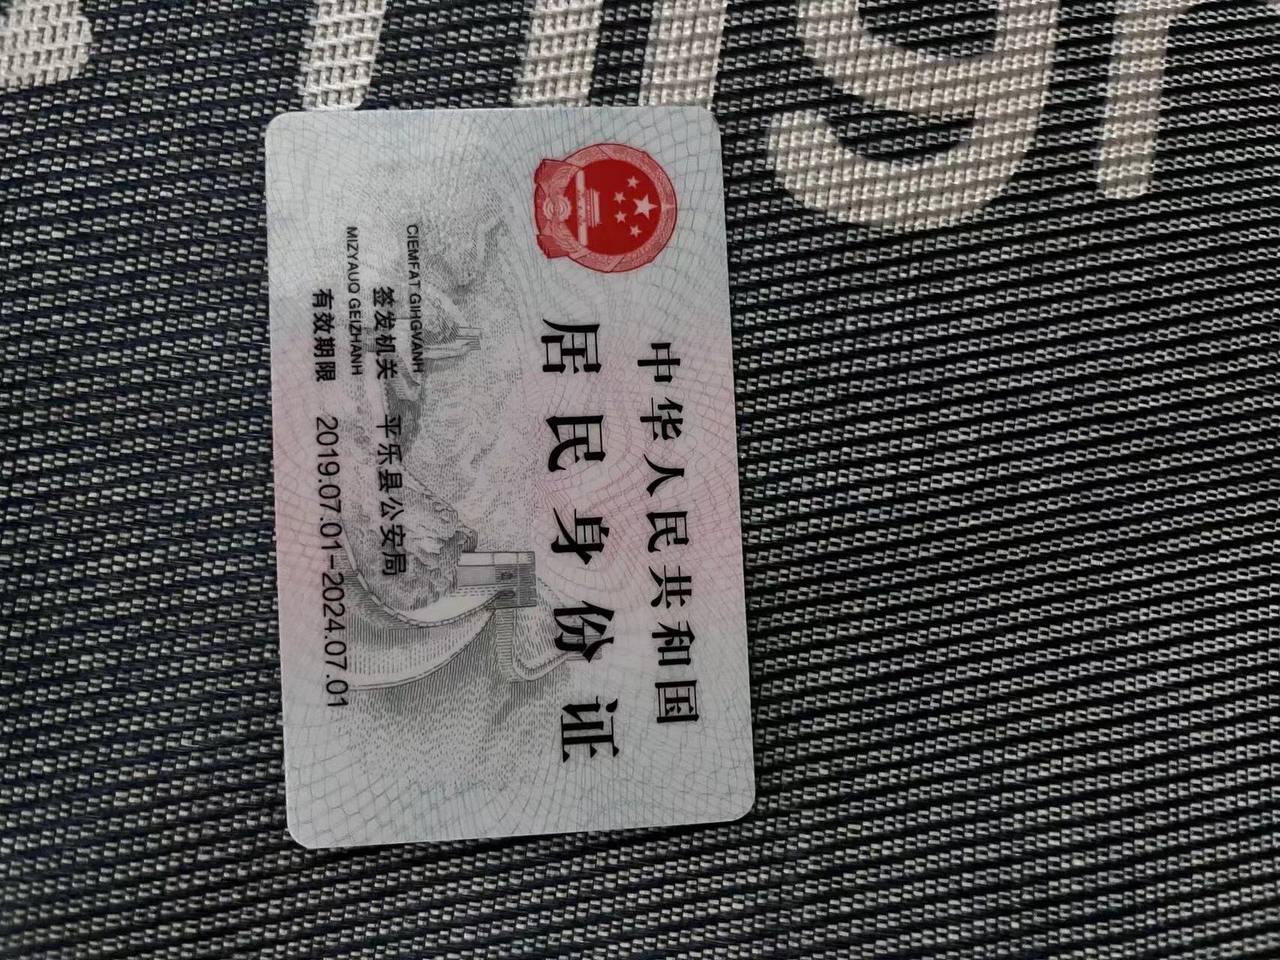 中华人民共和国
居民身份证
CIEMFAT GIHGVANH
签发机关 平乐县公安局
MIZYAUQ GEIZHANH
有效期限 2019.07.01-2024.07.01